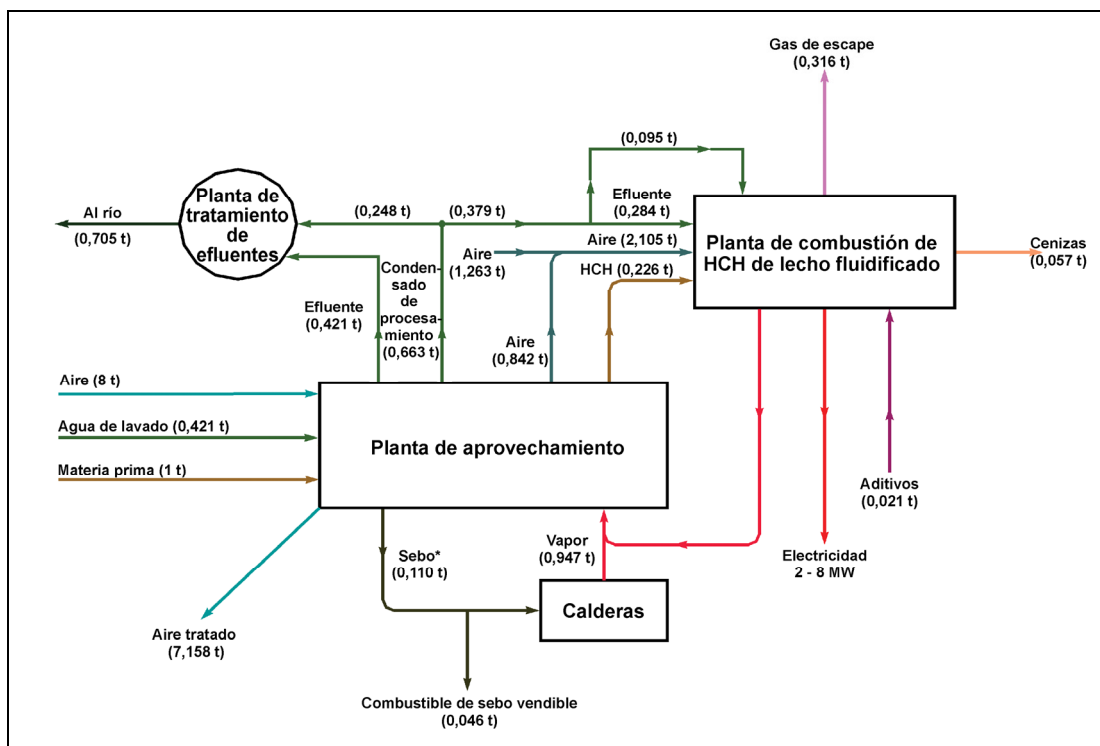 Gas de escape
(0,316 t)
(0,095 t)
Planta de
tratamiento
de
efluentes
Al río
(0,705 t)
(0,248 t)
(0,379 t)
Efluente
(0,284 t)
Planta de combustión de
HCH de lecho fluidificado
Cenizas
(0,057 t)
Aire
(1,263 t)
Aire (2,105 t)
HCH (0,226 t)
Conden-
sado
de
procesa-
miento
(0,663 t)
Efluente
(0,421 t)
Aire
(0,842 t)
Aire (8 t)
Agua de lavado (0,421 t)
Materia prima (1 t)
Planta de aprovechamiento
Aditivos
(0,021 t)
Sebo*
(0,110 t)
Vapor
(0,947 t)
Electricidad
2 - 8 MW
Calderas
Aire tratado
(7,158 t)
Combustible de sebo vendible
(0,046 t)